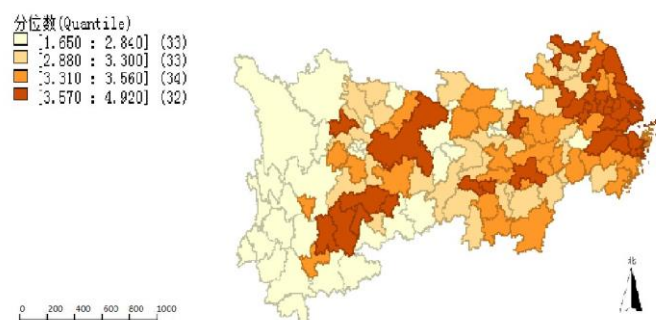 分位数(Quantile)
[1.650 : 2.840] (33)
[2.880 : 3.300] (33)
[3.310 : 3.560] (34)
[3.570 : 4.920] (32)
北
0 200 400 600 800 1000